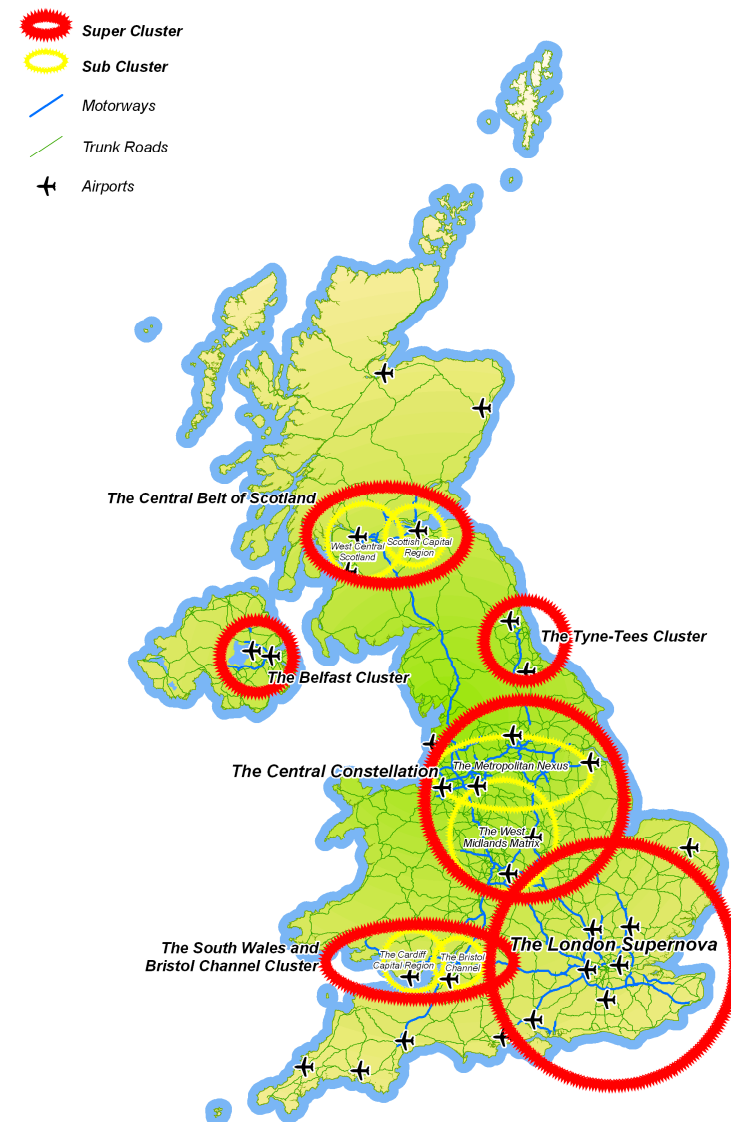 Super Cluster
Sub Cluster
Motorways
Trunk Roads
Airports
The Central Belt of Scotland
West Central
Scotland
Scottish Capital
Region
The Tyne-Tees Cluster
The Belfast Cluster
The Central Constellation
The Metropolitan Nexus
The West
Midlands Matrix
The South Wales and
Bristol Channel Cluster
The Cardiff
Capital Region
The Bristol
Channel
The London Supernova